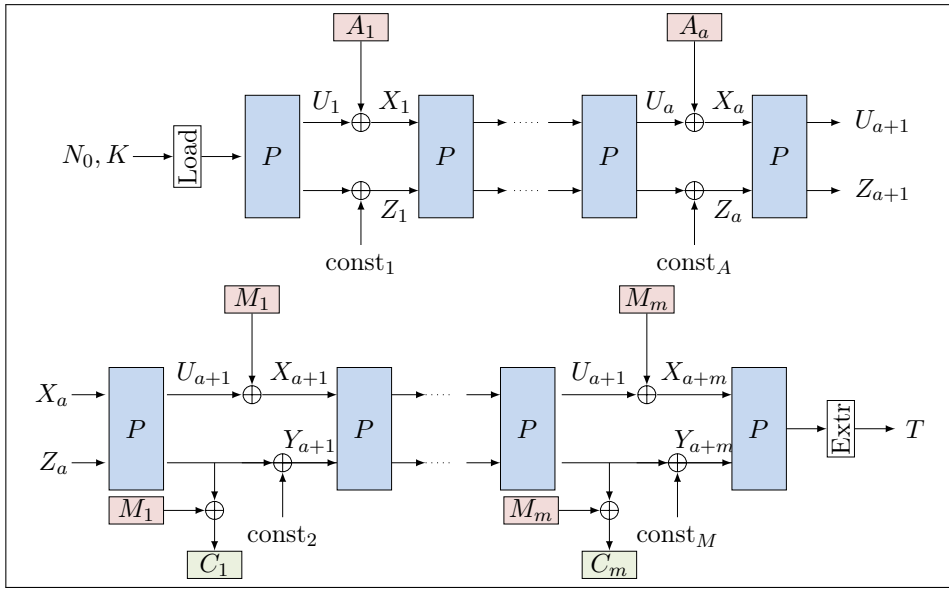 A_1 A_a
U_1 X_1 U_a X_a
N_0, K Load P P P P U_{a+1}
Z_1 Z_a Z_{a+1}
const_1 const_A
M_1 M_m
X_a U_{a+1} X_{a+1} U_{a+1} X_{a+m}
P P P P Extr T
Z_a Y_{a+1} Y_{a+m}
M_1 const_2 M_m const_M
C_1 C_m